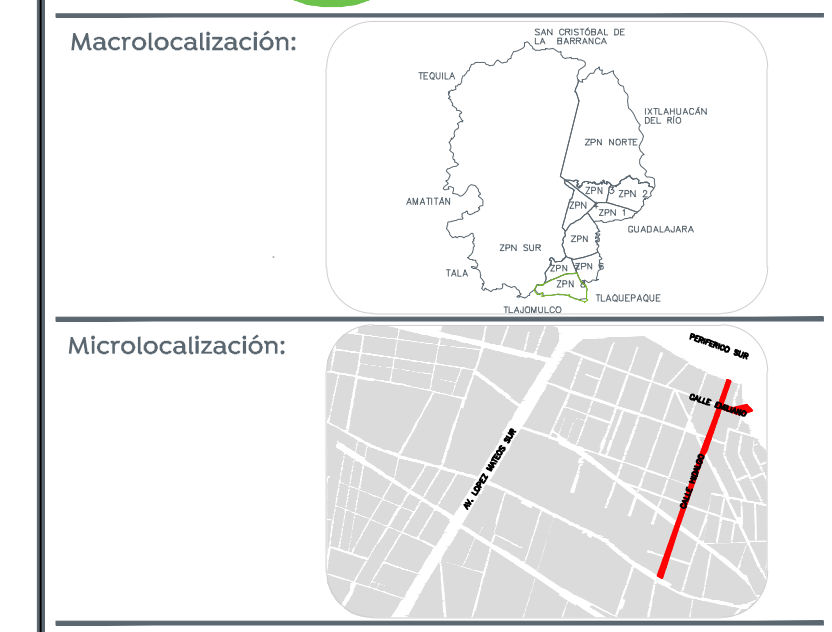 Macrolocalización:
SAN CRISTÓBAL DE
LA BARRANCA
TEQUILA
IXTLAHUACÁN
DEL RÍO
ZPN NORTE
ZPN 3
ZPN 2
AMATITÁN
ZPN
ZPN 1
GUADALAJARA
ZPN
ZPN SUR
ZPN
ZPN 6
TALA
ZPN 8
TLAQUEPAQUE
TLAJOMULCO
Microlocalización:
PERIFERICO SUR
CALLE EMILIANO
AV. LOPEZ MATEOS SUR
CALLE HIDALGO